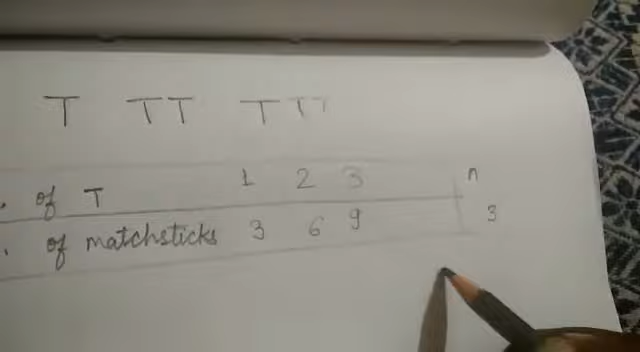 T TT TTT
. of T 1 2 3 n
. of matchsticks 3 6 9 3